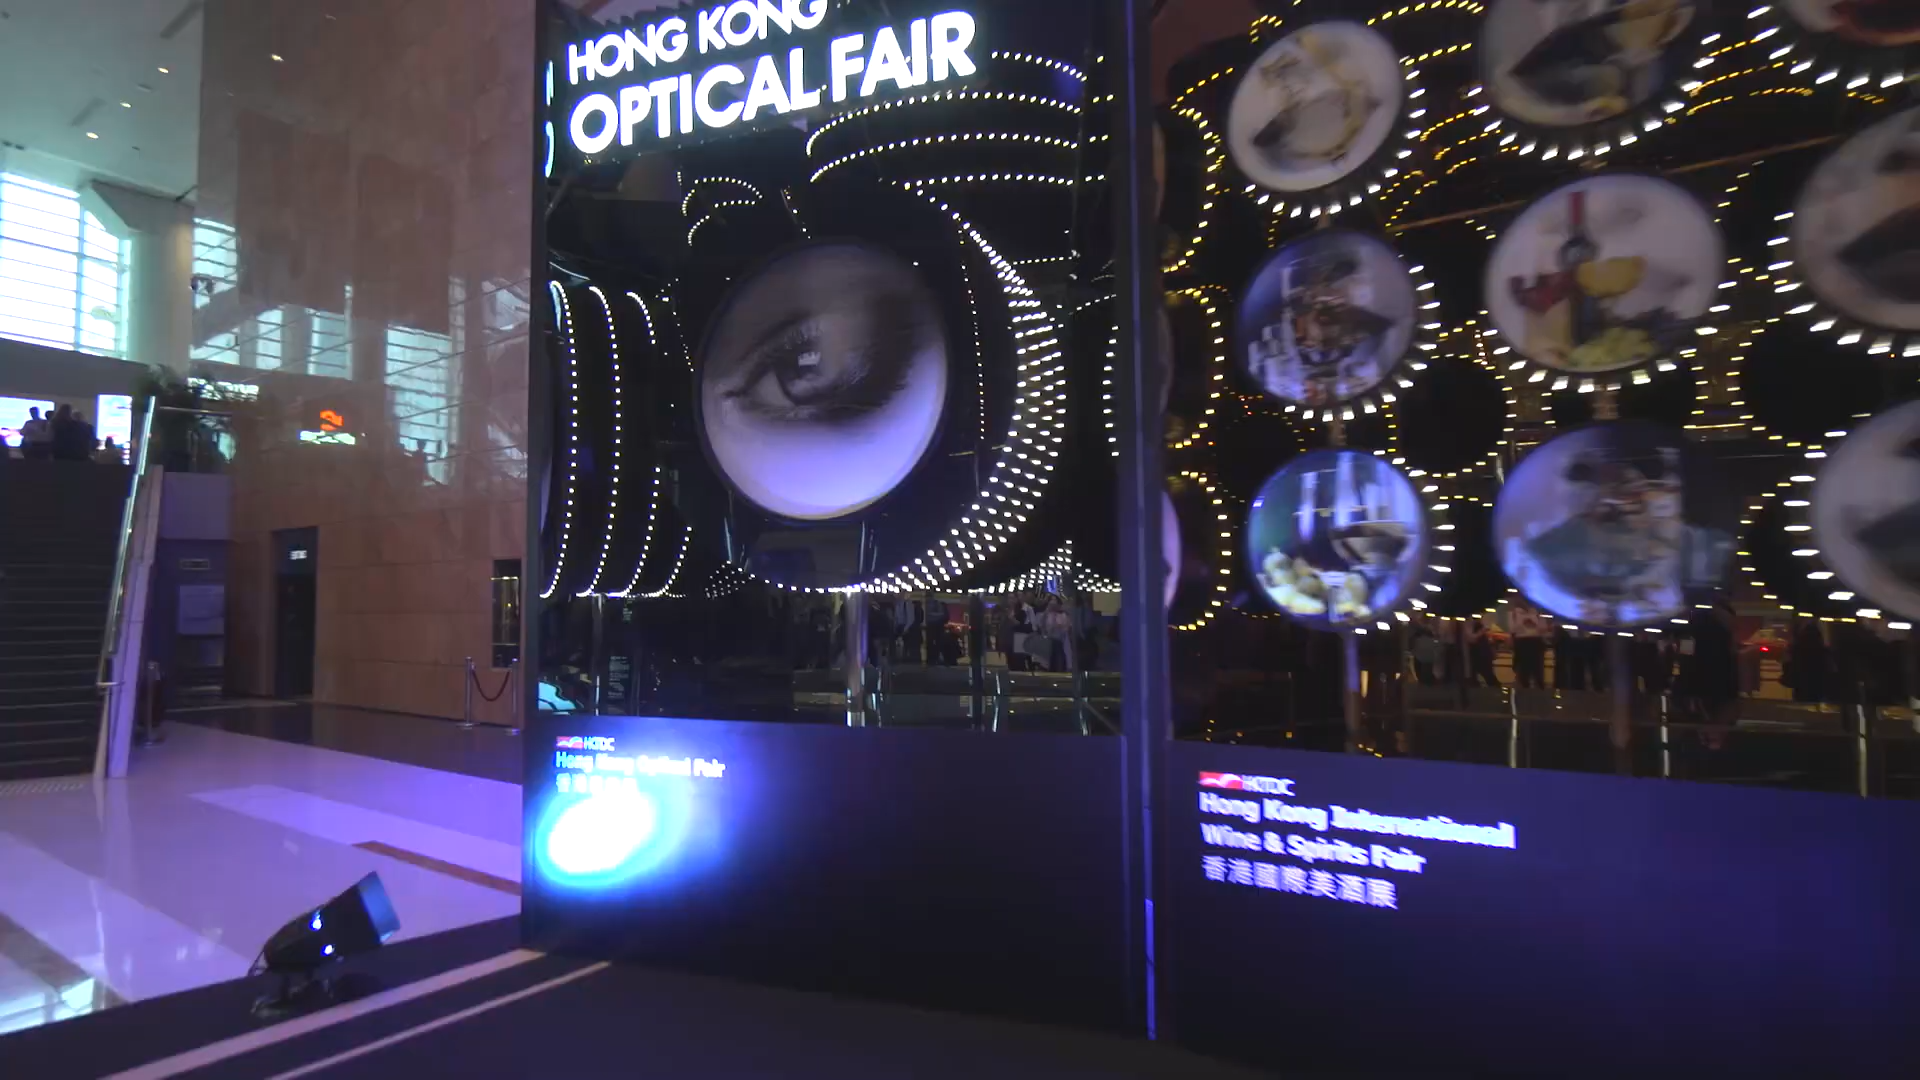 HONG KONG
OPTICAL FAIR
HKTDC
Hong Kong Optical Fair
HKTDC
Hong Kong International
Wine & Spirits Fair
香港國際美酒展